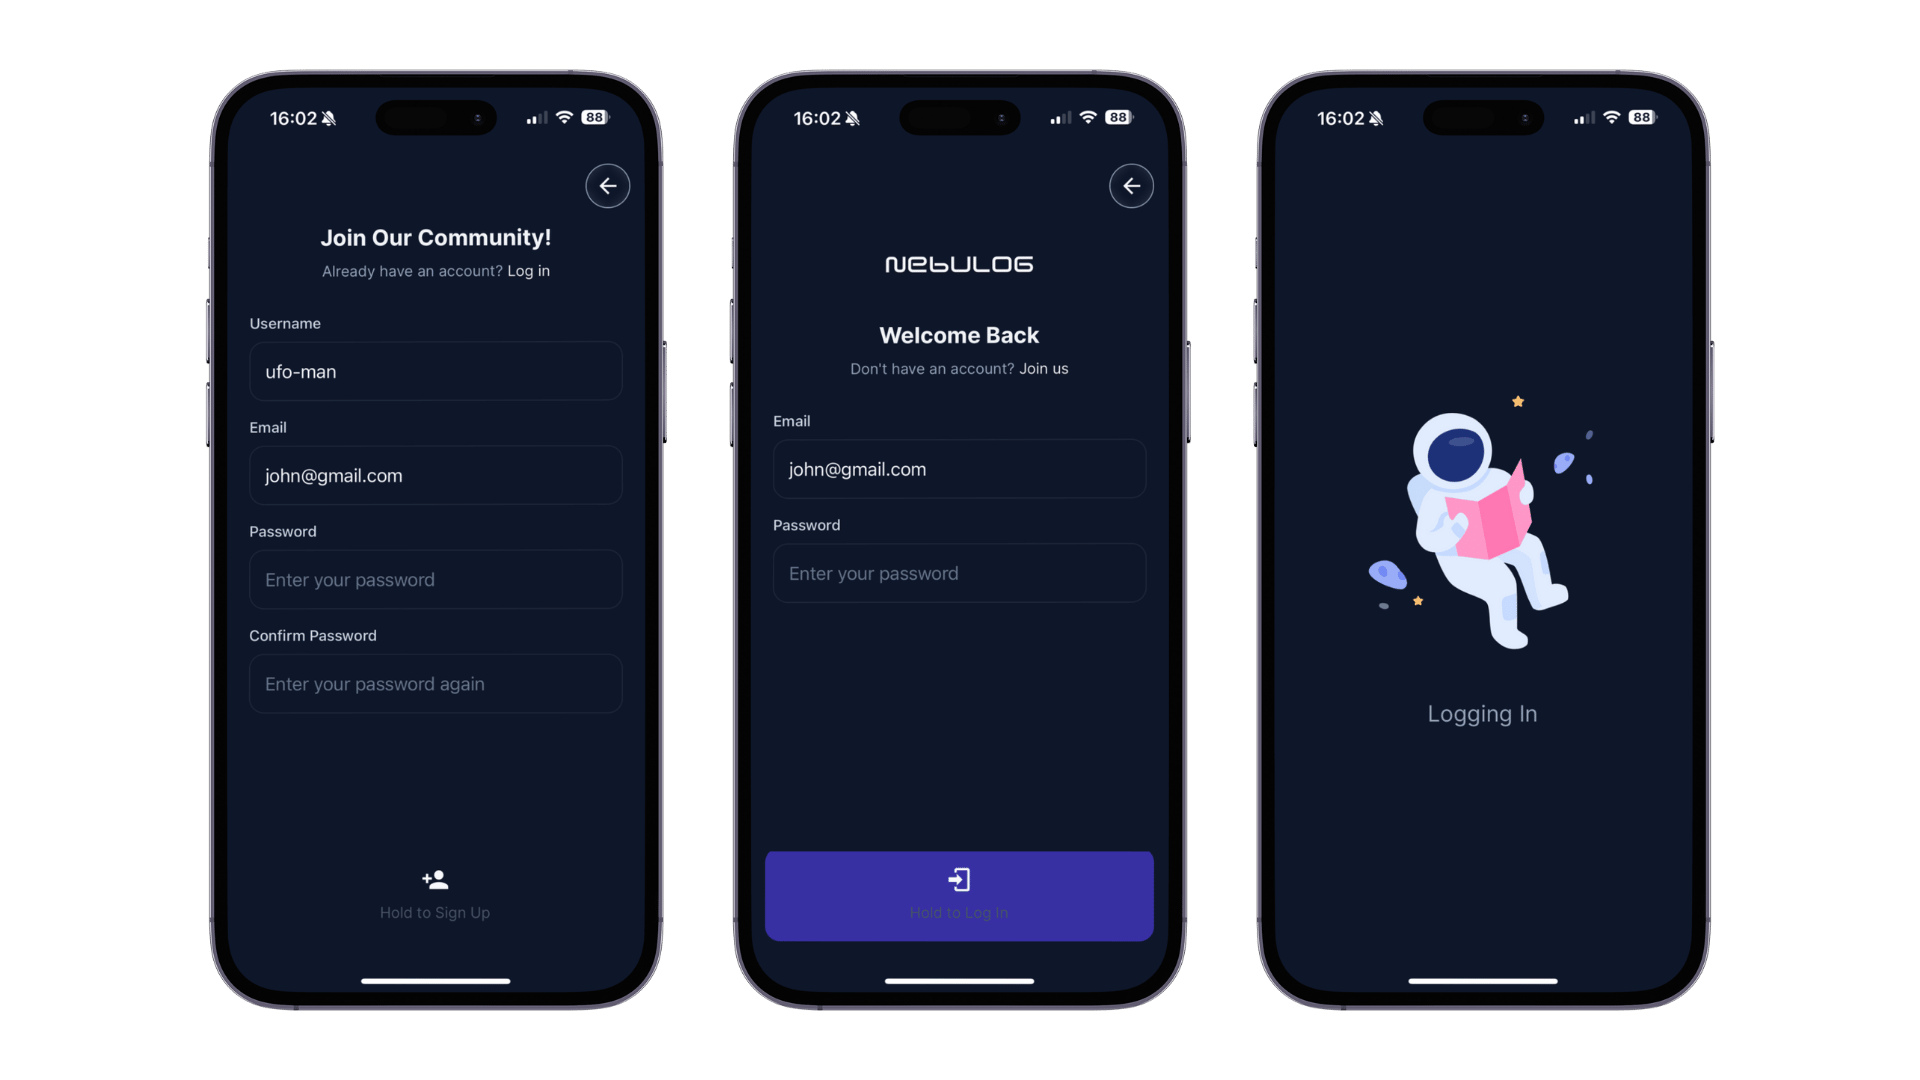 16:02
88
Join Our Community!
Already have an account? Log in
Username
ufo-man
Email
john@gmail.com
Password
Enter your password
Confirm Password
Enter your password again
Hold to Sign Up
16:02
88
NEbULOG
Welcome Back
Don't have an account? Join us
Email
john@gmail.com
Password
Enter your password
Hold to Log In
16:02
88
Logging In